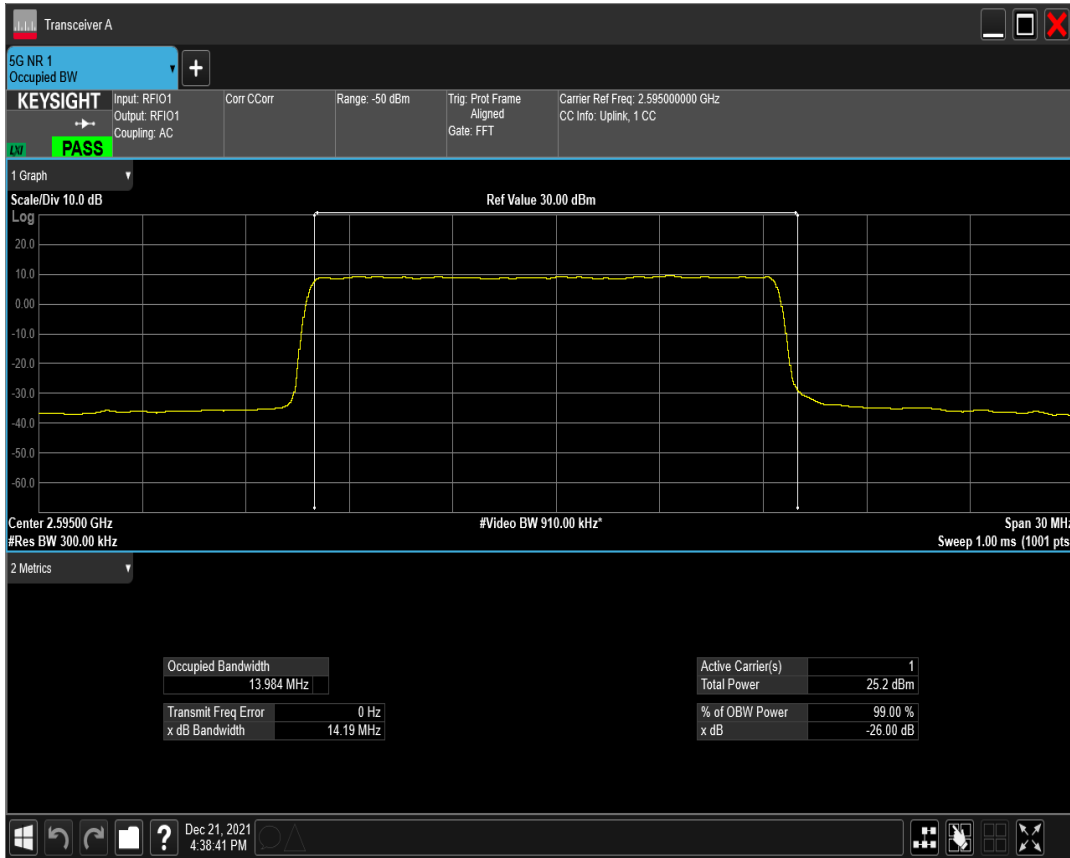 Transceiver A
5G NR 1
Occupied BW
KEYSIGHT
LXI
PASS
Input: RFIO1
Output: RFIO1
Coupling: AC
Corr CCorr
Range: -50 dBm
Trig: Prot Frame
Aligned
Gate: FFT
Carrier Ref Freq: 2.595000000 GHz
CC Info: Uplink, 1 CC
1 Graph
Scale/Div 10.0 dB
Ref Value 30.00 dBm
Log
20.0
10.0
0.00
-10.0
-20.0
-30.0
-40.0
-50.0
-60.0
Center 2.59500 GHz
#Video BW 910.00 kHz*
Span 30 MHz
#Res BW 300.00 kHz
Sweep 1.00 ms (1001 pts
2 Metrics
Occupied Bandwidth
13.984 MHz
Transmit Freq Error 0 Hz
x dB Bandwidth 14.19 MHz
Active Carrier(s) 1
Total Power 25.2 dBm
% of OBW Power 99.00 %
x dB -26.00 dB
?
Dec 21, 2021
4:38:41 PM